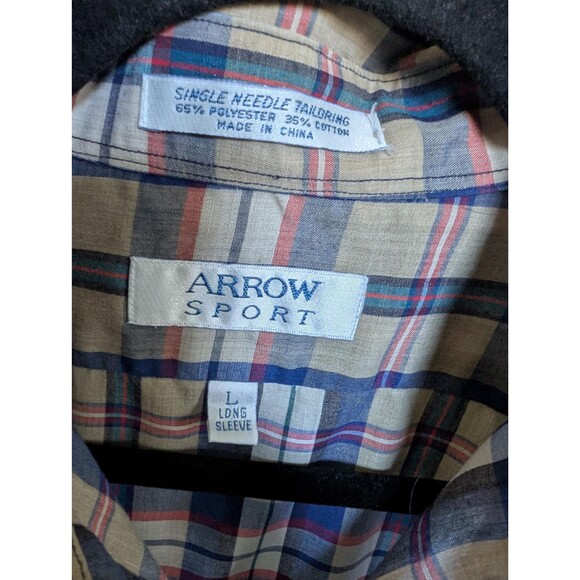 SINGLE NEEDLE TAILORING
65% POLYESTER 35% COTTON
MADE IN CHINA
ARROW
SPORT
L
LONG
SLEEVE